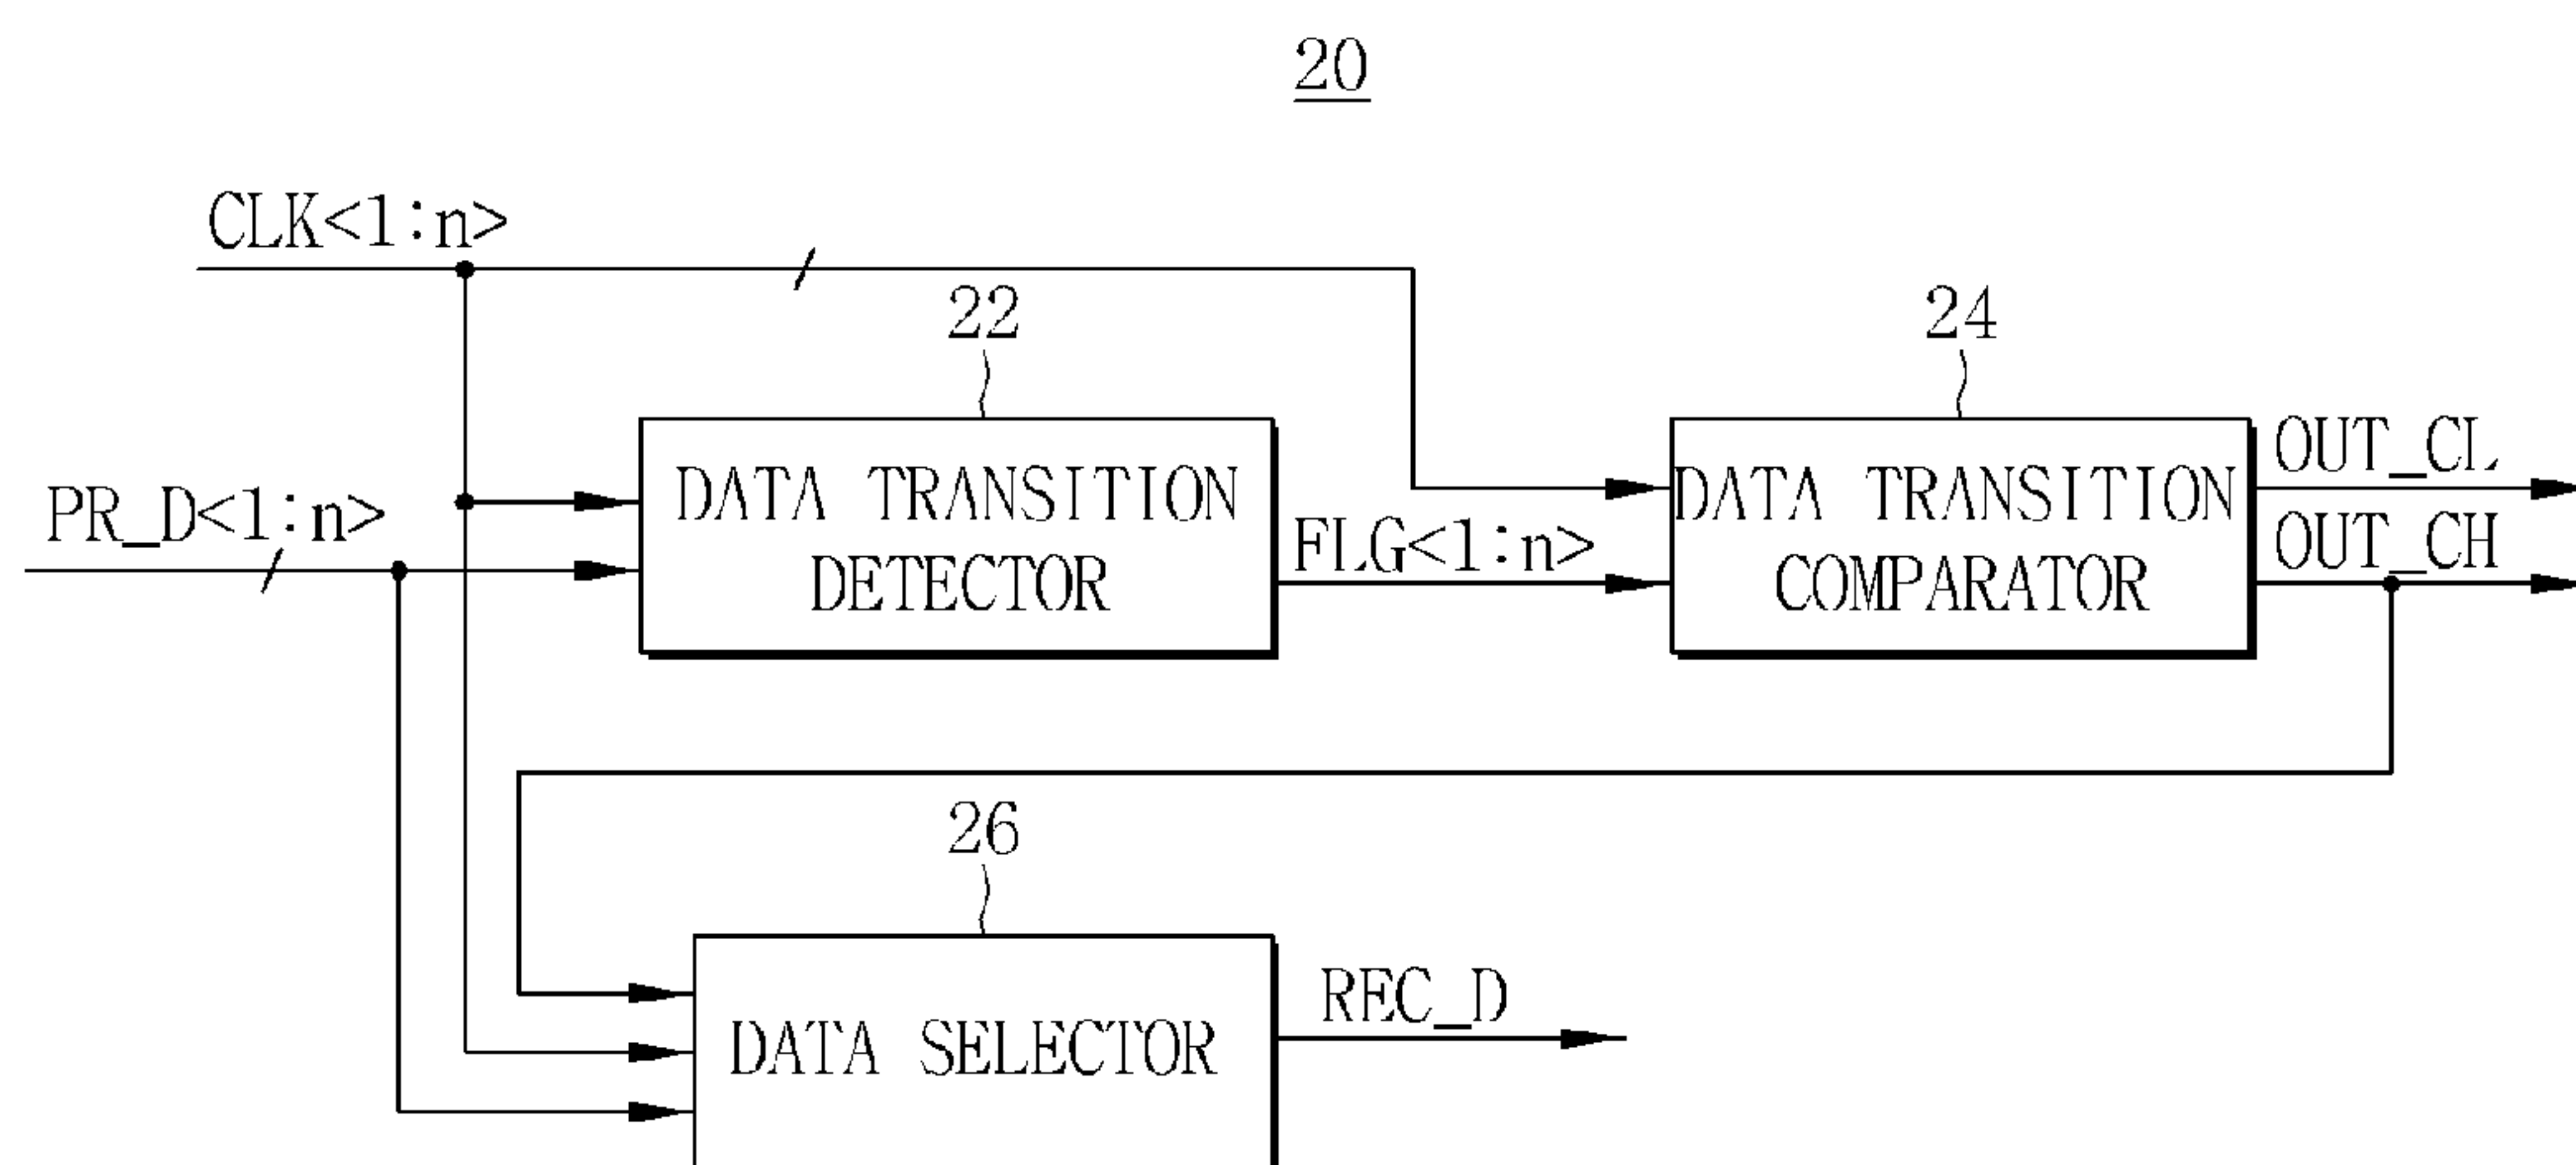 20
CLK<1:n>
22
24
PR_D<1:n>
DATA TRANSITION
DETECTOR
FLG<1:n>
DATA TRANSITION
COMPARATOR
OUT_CL
OUT_CH
26
DATA SELECTOR
REC_D